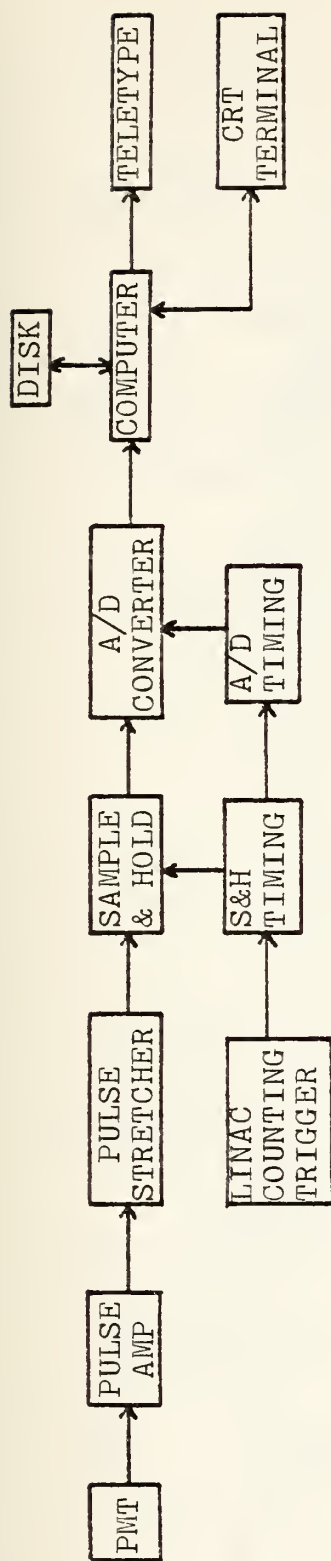 PMT
PULSE
AMP
PULSE
STRETCHER
SAMPLE
& HOLD
A/D
CONVERTER
DISK
COMPUTER
TELETYPE
LINAC
COUNTING
TRIGGER
S&H
TIMING
A/D
TIMING
CRT
TERMINAL